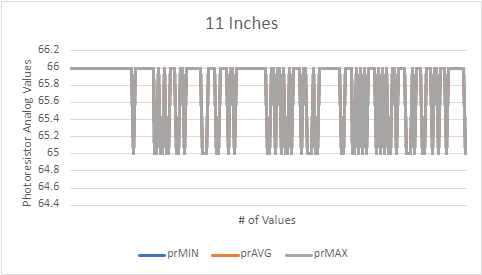 11 Inches
Photoresistor Analog Values
66.2
66
65.8
65.6
65.4
65.2
65
64.8
64.6
64.4
# of Values
prMIN prAVG prMAX